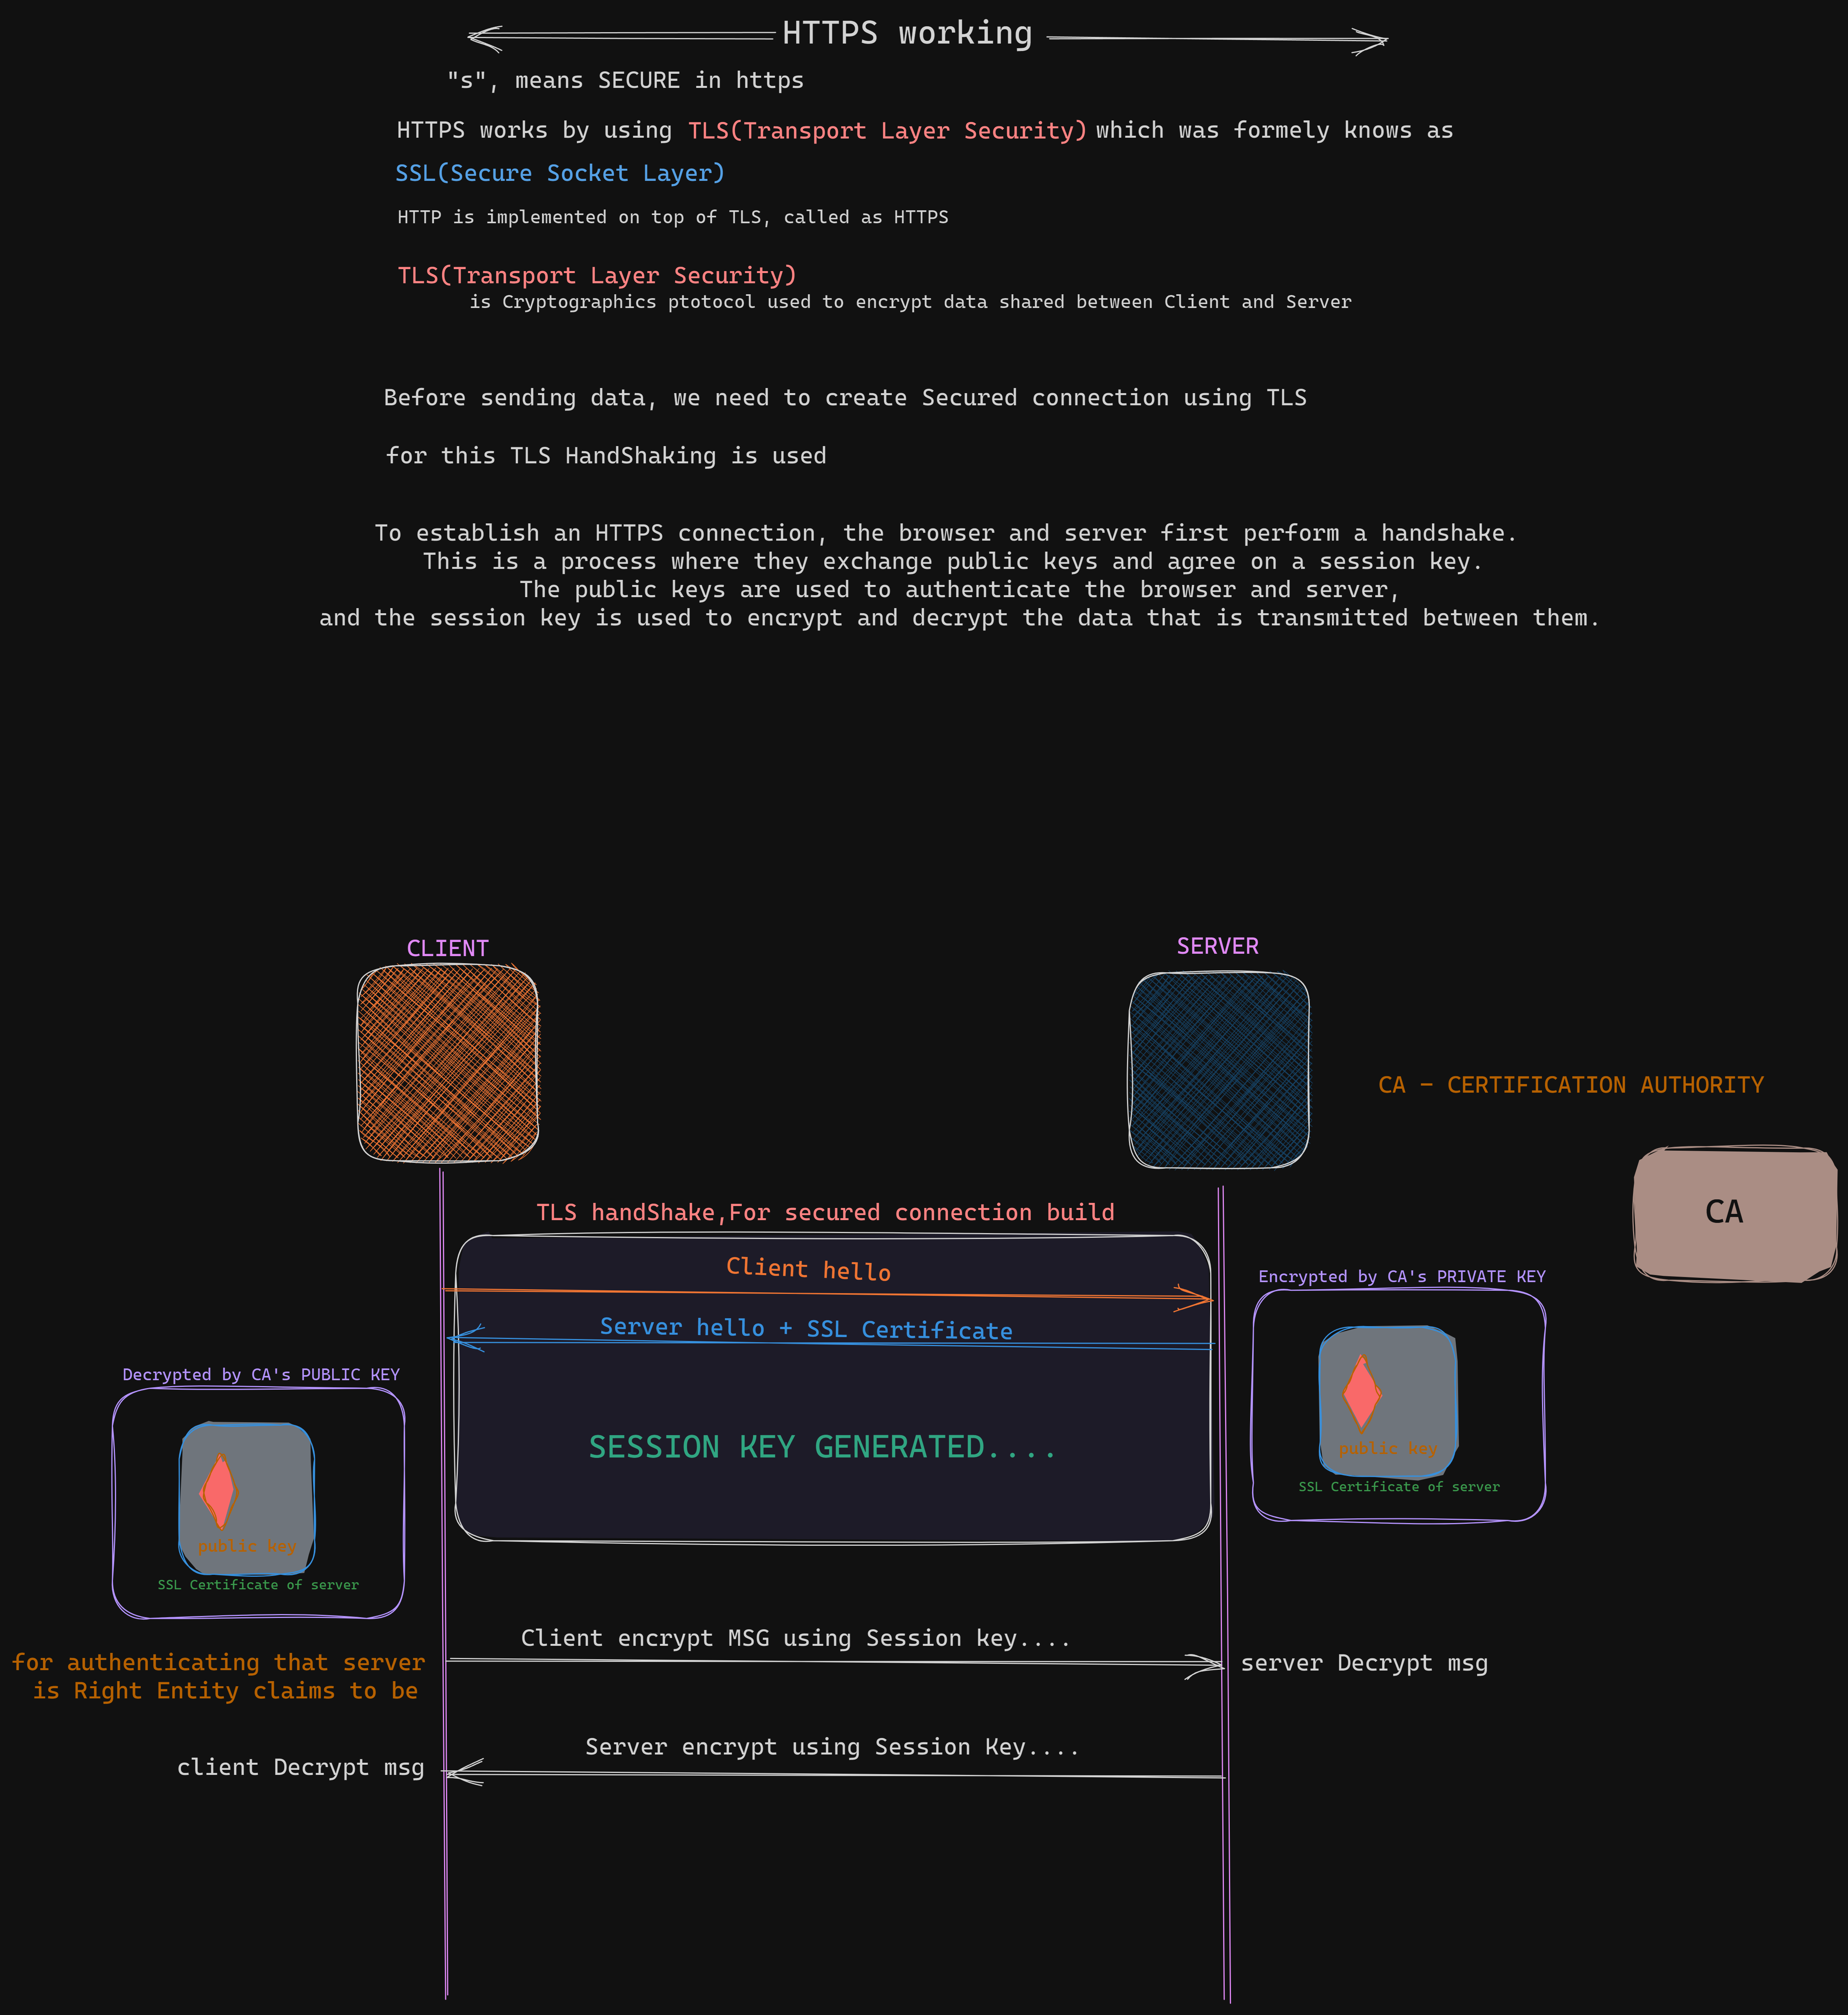 HTTPS working
"s", means SECURE in https
HTTPS works by using TLS(Transport Layer Security) which was formely knows as
SSL(Secure Socket Layer)
HTTP is implemented on top of TLS, called as HTTPS
TLS(Transport Layer Security)
is Cryptographics ptotocol used to encrypt data shared between Client and Server
Before sending data, we need to create Secured connection using TLS
for this TLS HandShaking is used
To establish an HTTPS connection, the browser and server first perform a handshake.
This is a process where they exchange public keys and agree on a session key.
The public keys are used to authenticate the browser and server,
and the session key is used to encrypt and decrypt the data that is transmitted between them.
CLIENT
SERVER
CA - CERTIFICATION AUTHORITY
CA
TLS handShake,For secured connection build
Client hello
Encrypted by CA's PRIVATE KEY
Server hello + SSL Certificate
Decrypted by CA's PUBLIC KEY
SESSION KEY GENERATED....
public key
SSL Certificate of server
public key
SSL Certificate of server
Client encrypt MSG using Session key....
for authenticating that server
is Right Entity claims to be
server Decrypt msg
Server encrypt using Session Key....
client Decrypt msg